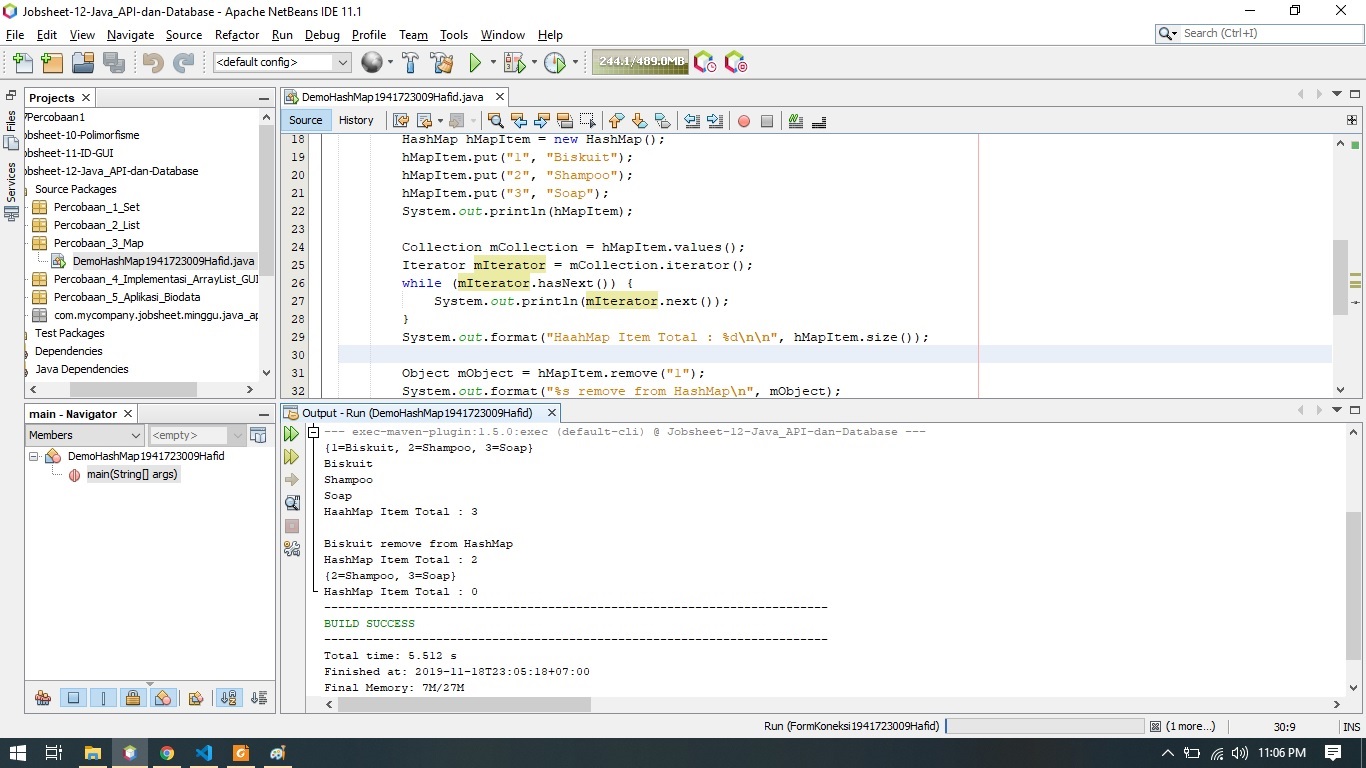 Jobsheet-12-Java_API-dan-Database - Apache NetBeans IDE 11.1
File Edit View Navigate Source Refactor Run Debug Profile Team Tools Window Help
Search (Ctrl+I)
<default config>
244.1/489.0MB
Files
Services
Projects
Percobaan1
obsheet-10-Polimorfisme
obsheet-11-ID-GUI
obsheet-12-Java_API-dan-Database
Source Packages
Percobaan_1_Set
Percobaan_2_List
Percobaan_3_Map
DemoHashMap1941723009Hafid.java
Percobaan_4_Implementasi_ArrayList_GUI
Percobaan_5_Aplikasi_Biodata
com.mycompany.jobsheet.minggu.java_ap
Test Packages
Dependencies
Java Dependencies
main - Navigator
Members <empty>
DemoHashMap1941723009Hafid
main(String[] args)
DemoHashMap1941723009Hafid.java
Source History
18 HashMap hMapItem = new HashMap();
19 hMapItem.put("1", "Biskuit");
20 hMapItem.put("2", "Shampoo");
21 hMapItem.put("3", "Soap");
22 System.out.println(hMapItem);
23
24 Collection mCollection = hMapItem.values();
25 Iterator mIterator = mCollection.iterator();
26 while (mIterator.hasNext()) {
27 System.out.println(mIterator.next());
28 }
29 System.out.format("HaahMap Item Total : %d\n\n", hMapItem.size());
30
31 Object mObject = hMapItem.remove("1");
32 System.out.format("%s remove from HashMap\n", mObject);
Output - Run (DemoHashMap1941723009Hafid)
--- exec-maven-plugin:1.5.0:exec (default-cli) @ Jobsheet-12-Java_API-dan-Database ---
{1=Biskuit, 2=Shampoo, 3=Soap}
Biskuit
Shampoo
Soap
HaahMap Item Total : 3
Biskuit remove from HashMap
HashMap Item Total : 2
{2=Shampoo, 3=Soap}
HashMap Item Total : 0
------------------------------------------------------------------------
BUILD SUCCESS
------------------------------------------------------------------------
Total time: 5.512 s
Finished at: 2019-11-18T23:05:18+07:00
Final Memory: 7M/27M
Run (FormKoneksi1941723009Hafid) (1 more...) 30:9 INS
11:06 PM